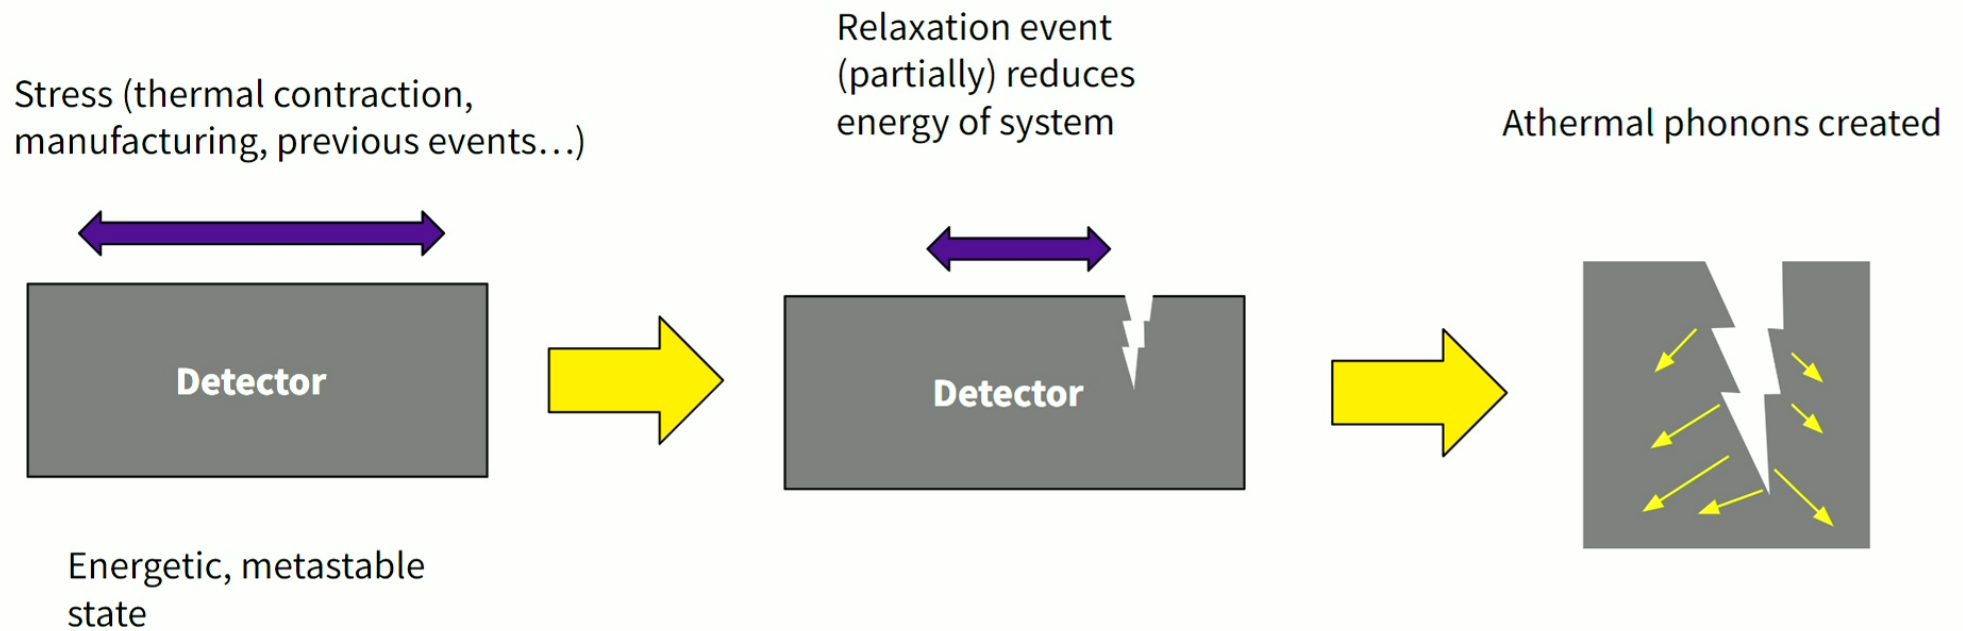 Stress (thermal contraction,
manufacturing, previous events…)
Detector
Energetic, metastable
state
Relaxation event
(partially) reduces
energy of system
Detector
Athermal phonons created